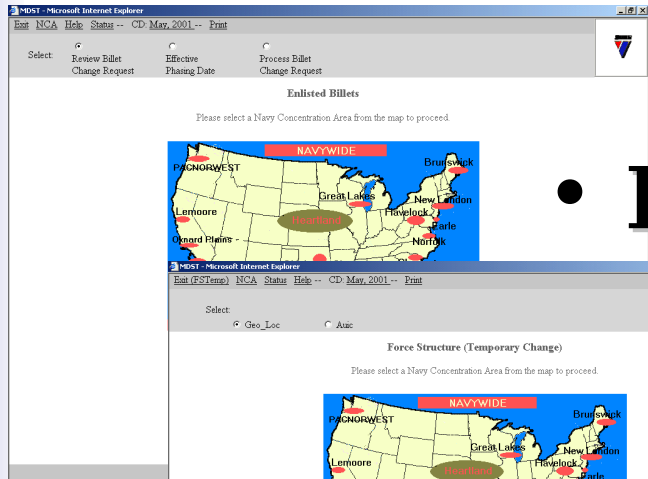 MDST - Microsoft Internet Explorer
Exit NCA Help Status -- CD: May, 2001 -- Print
Select:
Review Billet Change Request
Effective Phasing Date
Process Billet Change Request
Enlisted Billets
Please select a Navy Concentration Area from the map to proceed.
NAVYWIDE
PACNORWEST
Brunswick
Great Lakes
New London
Lemoore
Heartland
Havelock
Earle
Oxnard Plains
Norfolk
MDST - Microsoft Internet Explorer
Exit (FSTemp) NCA Status Help -- CD: May, 2001 -- Print
Select:
Geo_Loc
Auic
Force Structure (Temporary Change)
Please select a Navy Concentration Area from the map to proceed.
NAVYWIDE
PACNORWEST
Brunswick
Great Lakes
New London
Lemoore
Heartland
Havelock
Earle